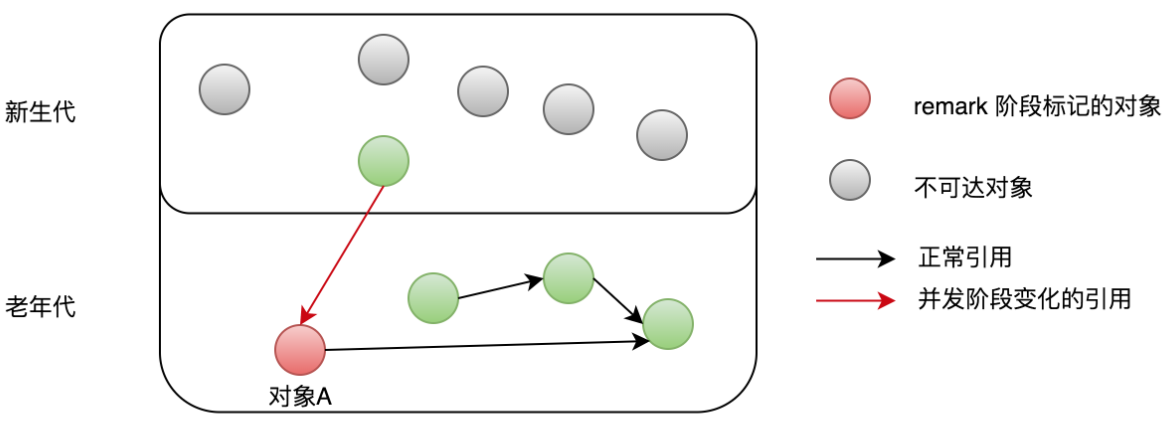 新生代
remark 阶段标记的对象
不可达对象
正常引用
老年代
并发阶段变化的引用
对象A